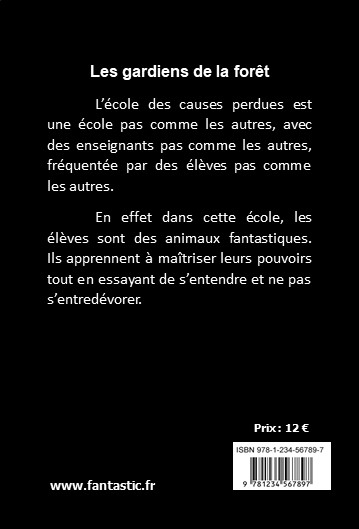 Les gardiens de la forêt
L’école des causes perdues est
une école pas comme les autres, avec
des enseignants pas comme les autres,
fréquentée par des élèves pas comme
les autres.
En effet dans cette école, les
élèves sont des animaux fantastiques.
Ils apprennent à maîtriser leurs pouvoirs
tout en essayant de s’entendre et ne pas
s’entredévorer.
Prix : 12 €
ISBN 978-1-234-56789-7
9 781234 567897
www.fantastic.fr